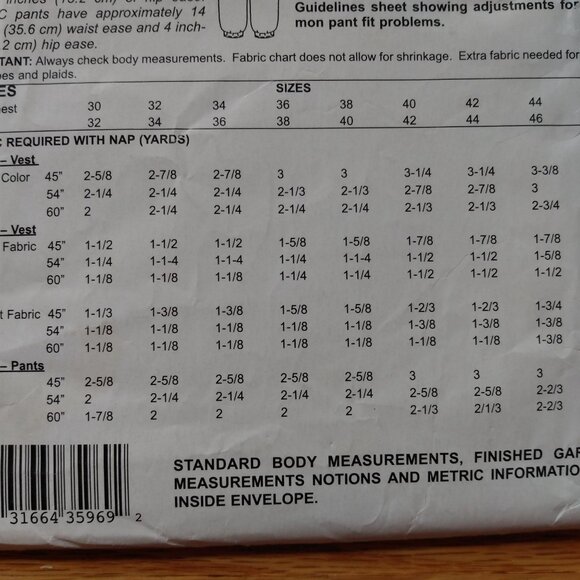 inches (15.2 cm) of hip ease.
C pants have approximately 14
(35.6 cm) waist ease and 4 inch-
2 cm) hip ease.
Guidelines sheet showing adjustments for
mon pant fit problems.
TANT: Always check body measurements. Fabric chart does not allow for shrinkage. Extra fabric needed for
pes and plaids.
ES SIZES
est 30 32 34 36 38 40 42 44
32 34 36 38 40 42 44 46
C REQUIRED WITH NAP (YARDS)
– Vest
Color 45" 2-5/8 2-7/8 2-7/8 3 3 3-1/4 3-1/4 3-3/8
54" 2-1/4 2-1/4 2-1/4 2-1/3 2-1/3 2-7/8 2-7/8 3
60" 2 2-1/4 2-1/4 2-1/4 2-1/4 2-1/3 2-1/3 2-3/4
– Vest
Fabric 45" 1-1/2 1-1/2 1-1/2 1-5/8 1-5/8 1-7/8 1-7/8 1-7/8
54" 1-1/4 1-1-4 1-1-4 1-1/4 1-1-4 1-1/2 1-1/2 1-5/8
60" 1-1/8 1-1/8 1-1/8 1-1/4 1-1/4 1-1/2 1-1/2 1-1/2
t Fabric 45" 1-1/3 1-3/8 1-3/8 1-5/8 1-5/8 1-2/3 1-2/3 1-3/4
54" 1-1/8 1-1/8 1-1/8 1-1/8 1-1/8 1-3/8 1-3/8 1-3/8
60" 1-1/8 1-1/8 1-1/8 1-1/8 1-1/8 1-1/8 1-1/8 1-3/8
– Pants
45" 2-5/8 2-5/8 2-5/8 2-5/8 2-5/8 3 3 3
54" 2 2-1/4 2-1/4 2-1/4 2-1/4 2-5/8 2-5/8 2-2/3
60" 1-7/8 2 2 2 2 2-1/3 2/1/3 2-2/3
STANDARD BODY MEASUREMENTS, FINISHED GAR
MEASUREMENTS NOTIONS AND METRIC INFORMATIO
INSIDE ENVELOPE.
31664 35969 2